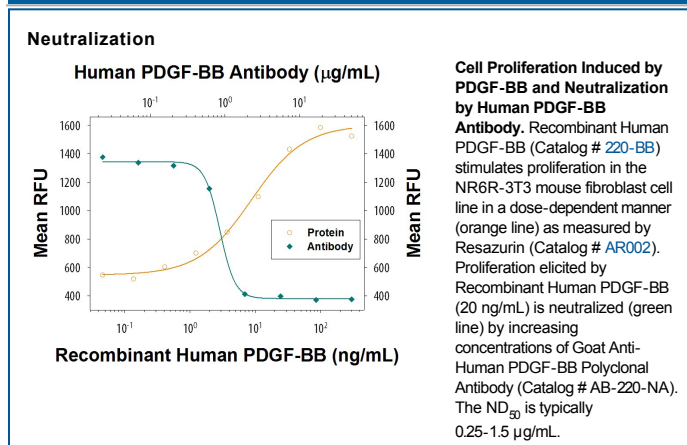 Neutralization
Human PDGF-BB Antibody (μg/mL)
10⁻¹ 10⁰ 10¹
Mean RFU
1600 1400 1200 1000 800 600 400
Protein
Antibody
1600 1400 1200 1000 800 600 400
Mean RFU
10⁻¹ 10⁰ 10¹ 10²
Recombinant Human PDGF-BB (ng/mL)
Cell Proliferation Induced by
PDGF-BB and Neutralization
by Human PDGF-BB
Antibody. Recombinant Human
PDGF-BB (Catalog # 220-BB)
stimulates proliferation in the
NR6R-3T3 mouse fibroblast cell
line in a dose-dependent manner
(orange line) as measured by
Resazurin (Catalog # AR002).
Proliferation elicited by
Recombinant Human PDGF-BB
(20 ng/mL) is neutralized (green
line) by increasing
concentrations of Goat Anti-
Human PDGF-BB Polyclonal
Antibody (Catalog # AB-220-NA).
The ND₅₀ is typically
0.25-1.5 μg/mL.